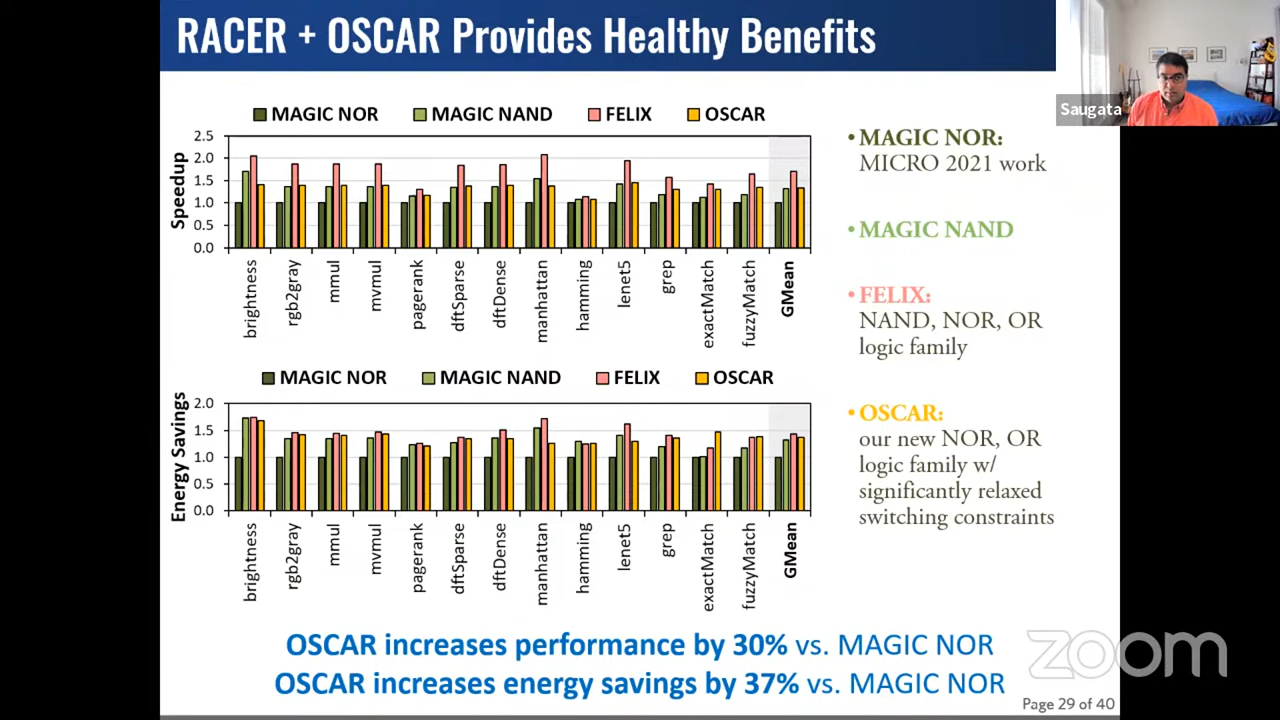 RACER + OSCAR Provides Healthy Benefits
Saugata
MAGIC NOR MAGIC NAND FELIX OSCAR
Speedup
2.5
2.0
1.5
1.0
0.5
0.0
brightness
rgb2gray
mmul
mvmul
pagerank
dftSparse
dftDense
manhattan
hamming
lenet5
grep
exactMatch
fuzzyMatch
GMean
MAGIC NOR MAGIC NAND FELIX OSCAR
Energy Savings
2.0
1.5
1.0
0.5
0.0
brightness
rgb2gray
mmul
mvmul
pagerank
dftSparse
dftDense
manhattan
hamming
lenet5
grep
exactMatch
fuzzyMatch
GMean
• MAGIC NOR:
MICRO 2021 work
• MAGIC NAND
• FELIX:
NAND, NOR, OR
logic family
• OSCAR:
our new NOR, OR
logic family w/
significantly relaxed
switching constraints
OSCAR increases performance by 30% vs. MAGIC NOR
OSCAR increases energy savings by 37% vs. MAGIC NOR
zoom
Page 29 of 40